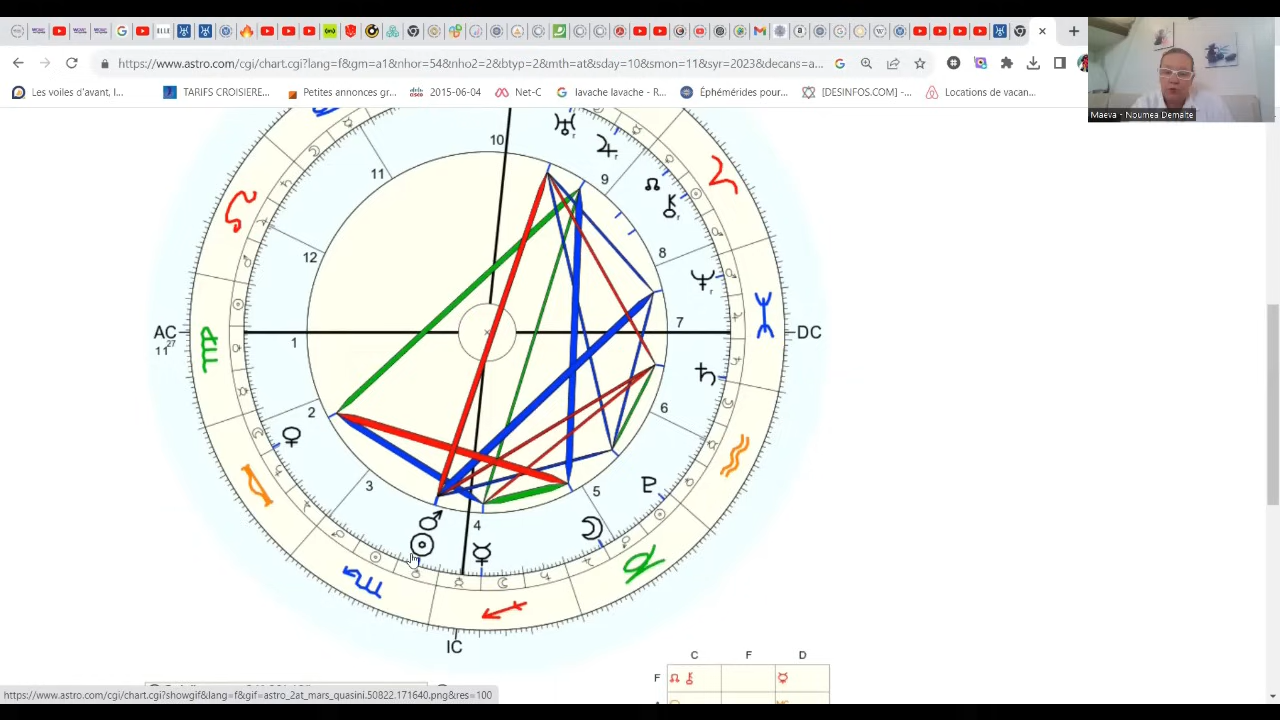 https://www.astro.com/cgi/chart.cgi?lang=f&gm=a1&nhor=548&nho2=2&btyp=2&mth=at&sday=10&smon=11&syr=2023&decans=a...
Les voiles d'avant, l...
TARIFS CROISIERE...
Petites annonces gr...
2015-06-...
Net-C
lavache lavache - R...
Éphémérides pour...
[DESINFOS.COM] -...
Locations de vacan...
Maeva - Noumea Demalte
10
11
9
12
8
AC
11 27
1
7
DC
2
6
3
5
4
IC
C F D
F
https://www.astro.com/cgi/chart.cgi?showgif&lang=f&gif=astro_2at_mars_quasini.50822.171640.png&res=100